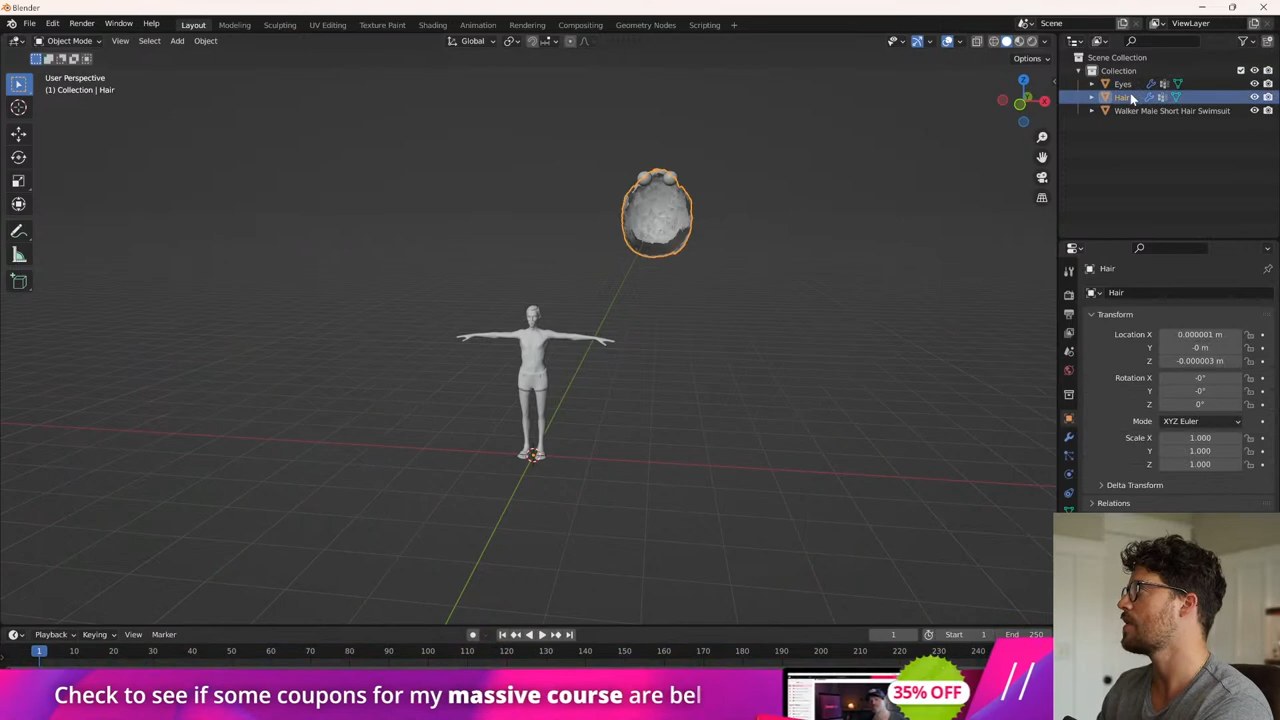 Blender
File Edit Render Window Help Layout Modeling Sculpting UV Editing Texture Paint Shading Animation Rendering Compositing Geometry Nodes Scripting + Scene ViewLayer
Object Mode View Select Add Object Global
Options
User Perspective
(1) Collection | Hair
Scene Collection
Collection
Eyes
Hair
Walker Male Short Hair Swimsuit
Z
X
Hair
Hair
Transform
Location X 0.000001 m
Y -0 m
Z -0.000003 m
Rotation X -0°
Y -0°
Z 0°
Mode XYZ Euler
Scale X 1.000
Y 1.000
Z 1.000
Delta Transform
Relations
Playback Keying View Marker 1 Start 1 End 250
1 10 20 30 40 50 60 70 80 90 100 110 120 130 140 150 160 170 180 190 200 210 220 230 240
Check to see if some coupons for my massive course are bel
35% OFF
//